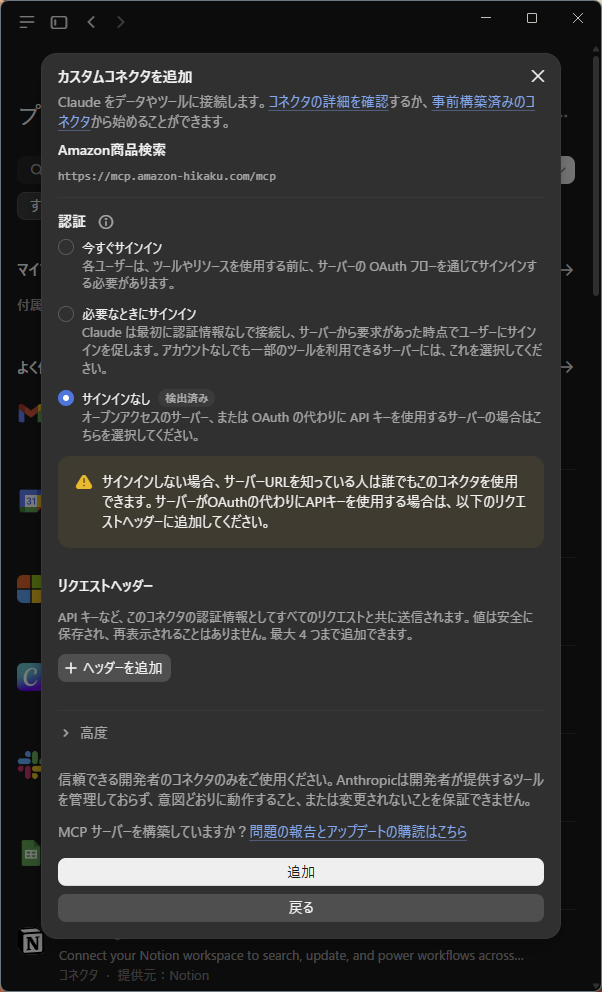 カスタムコネクタを追加
Claude をデータやツールに接続します。コネクタの詳細を確認するか、事前構築済みのコ
ネクタから始めることができます。
Amazon商品検索
https://mcp.amazon-hikaku.com/mcp
認証
今すぐサインイン
各ユーザーは、ツールやリソースを使用する前に、サーバーの OAuth フローを通じてサインインす
る必要があります。
必要なときにサインイン
Claude は最初に認証情報なしで接続し、サーバーから要求があった時点でユーザーにサイン
インを促します。アカウントなしでも一部のツールを利用できるサーバーには、これを選択してくだ
さい。
サインインなし 検出済み
オープンアクセスのサーバー、または OAuth の代わりに API キーを使用するサーバーの場合はこ
ちらを選択してください。
サインインしない場合、サーバーURLを知っている人は誰でもこのコネクタを使用
できます。サーバーがOAuthの代わりにAPIキーを使用する場合は、以下のリクエ
ストヘッダーに追加してください。
リクエストヘッダー
API キーなど、このコネクタの認証情報としてすべてのリクエストと共に送信されます。値は安全に
保存され、再表示されることはありません。最大 4 つまで追加できます。
+ ヘッダーを追加
高度
信頼できる開発者のコネクタのみをご使用ください。Anthropicは開発者が提供するツール
を管理しておらず、意図どおりに動作すること、または変更されないことを保証できません。
MCP サーバーを構築していますか？問題の報告とアップデートの購読はこちら
追加
戻る
Connect your Notion workspace to search, update, and power workflows across...
コネクタ · 提供元：Notion